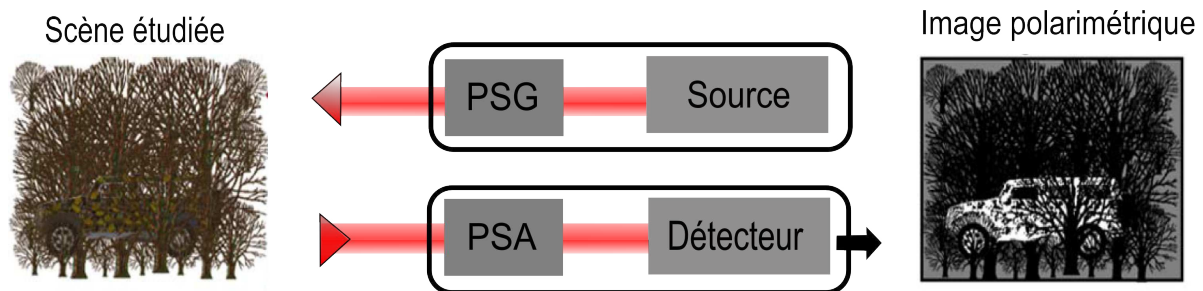 Scène étudiée
Image polarimétrique
PSG
Source
PSA
Détecteur